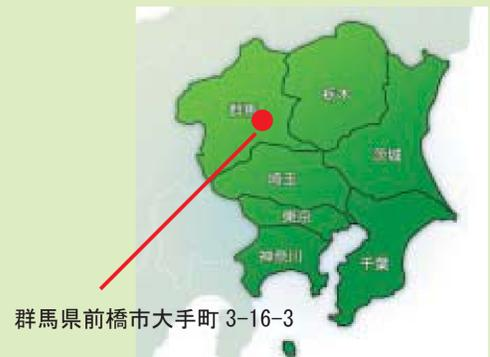 群馬
栃木
茨城
埼玉
東京
神奈川
千葉
群馬県前橋市大手町 3-16-3